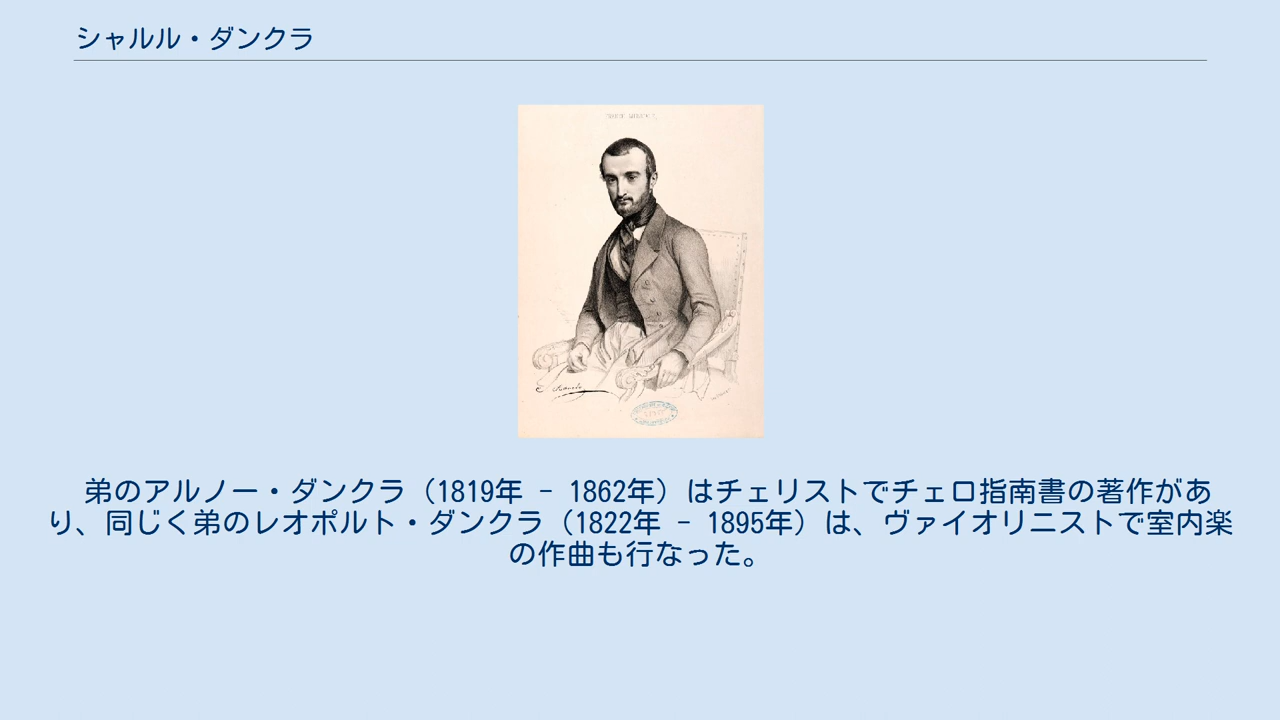 シャルル・ダンクラ
弟のアルノー・ダンクラ（1819年 - 1862年）はチェリストでチェロ指南書の著作があ
り、同じく弟のレオポルト・ダンクラ（1822年 - 1895年）は、ヴァイオリニストで室内楽
の作曲も行なった。